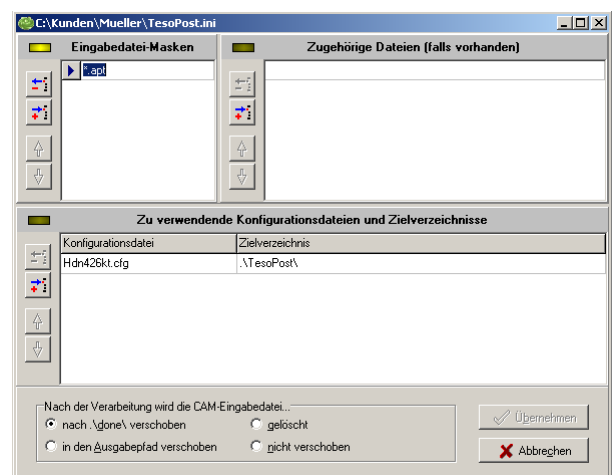 C:\Kunden\Mueller\TesoPost.ini
Eingabedatei-Masken
Zugehörige Dateien (falls vorhanden)
*.apt
Zu verwendende Konfigurationsdateien und Zielverzeichnisse
Konfigurationsdatei Zielverzeichnis
Hdn426kt.cfg .\TesoPost\
Nach der Verarbeitung wird die CAM-Eingabedatei...
nach .\done\ verschoben gelöscht
in den Ausgabepfad verschoben nicht verschoben
Übernehmen
Abbrechen